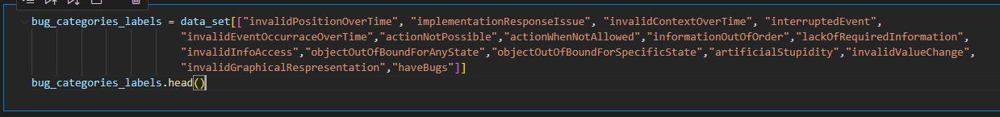 bug_categories_labels = data_set[["invalidPositionOverTime", "implementationResponseIssue", "invalidContextOverTime", "interruptedEvent",
"invalidEventOccurraceOverTime","actionNotPossible","actionWhenNotAllowed","informationOutOfOrder","lackOfRequiredInformation",
"invalidInfoAccess","objectOutOfBoundForAnyState","objectOutOfBoundForSpecificState","artificialStupidity","invalidValueChange",
"invalidGraphicalRespresentation","haveBugs"]]
bug_categories_labels.head()